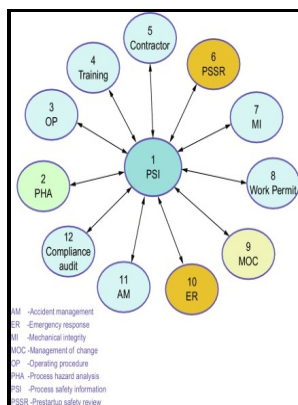 5
Contractor
4
Training
6
PSSR
3
OP
7
MI
1
PSI
2
PHA
8
Work Permit
12
Compliance
audit
9
MOC
11
AM
10
ER
AM -Accident management
ER -Emergency response
MI -Mechanical integrity
MOC -Management of change
OP -Operating procedure
PHA -Process hazard analysis
PSI -Process safety information
PSSR -Prestartup safety review